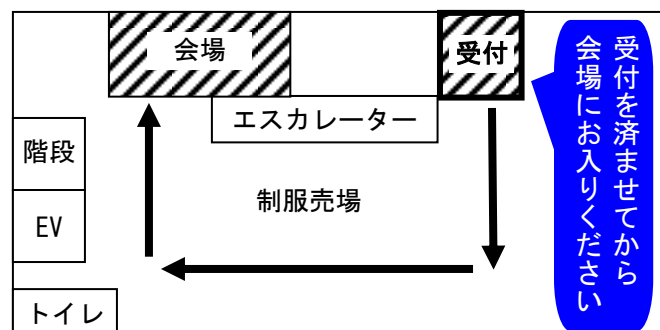 会場
受付
受付を済ませてから
会場にお入りください
エスカレーター
階段
制服売場
EV
トイレ